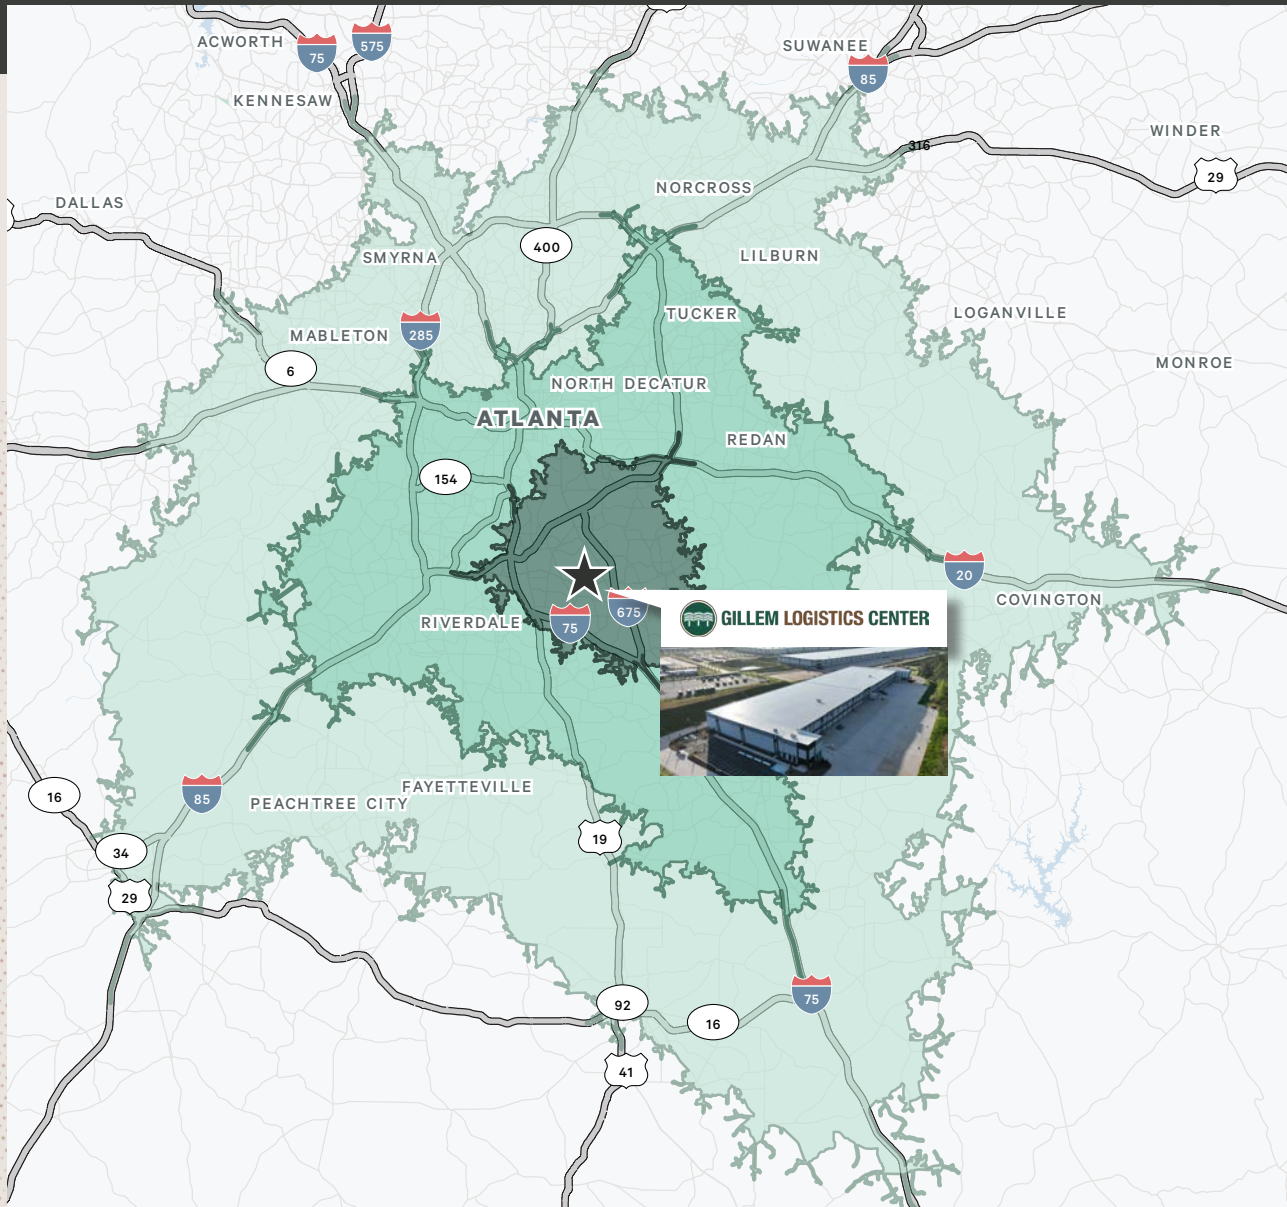 ACWORTH
75
575
SUWANEE
85
KENNESAW
316
WINDER
29
NORCROSS
DALLAS
400
SMYRNA
LILBURN
TUCKER
LOGANVILLE
285
MABLETON
6
MONROE
NORTH DECATUR
ATLANTA
REDAN
154
20
COVINGTON
RIVERDALE
75
675
GILLEM LOGISTICS CENTER
FAYETTEVILLE
PEACHTREE CITY
85
16
19
34
29
92
16
75
41